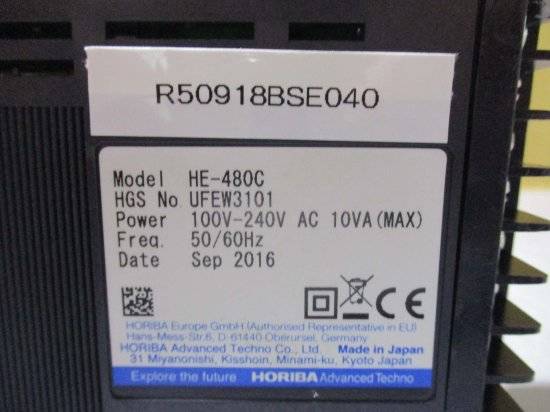 R50918BSE040
Model HE-480C
HGS No UFEW3101
Power 100V-240V AC 10VA(MAX)
Freq. 50/60Hz
Date Sep 2016
CE
HORIBA Europe GmbH (Authorised Representative in EU)
Hans-Mess-Str.6, D-61440 Oberursel, Germany
HORIBA Advanced Techno Co., Ltd. Made in Japan
31 Miyanonishi, Kisshoin, Minami-ku, Kyoto Japan
Explore the future HORIBA Advanced Techno